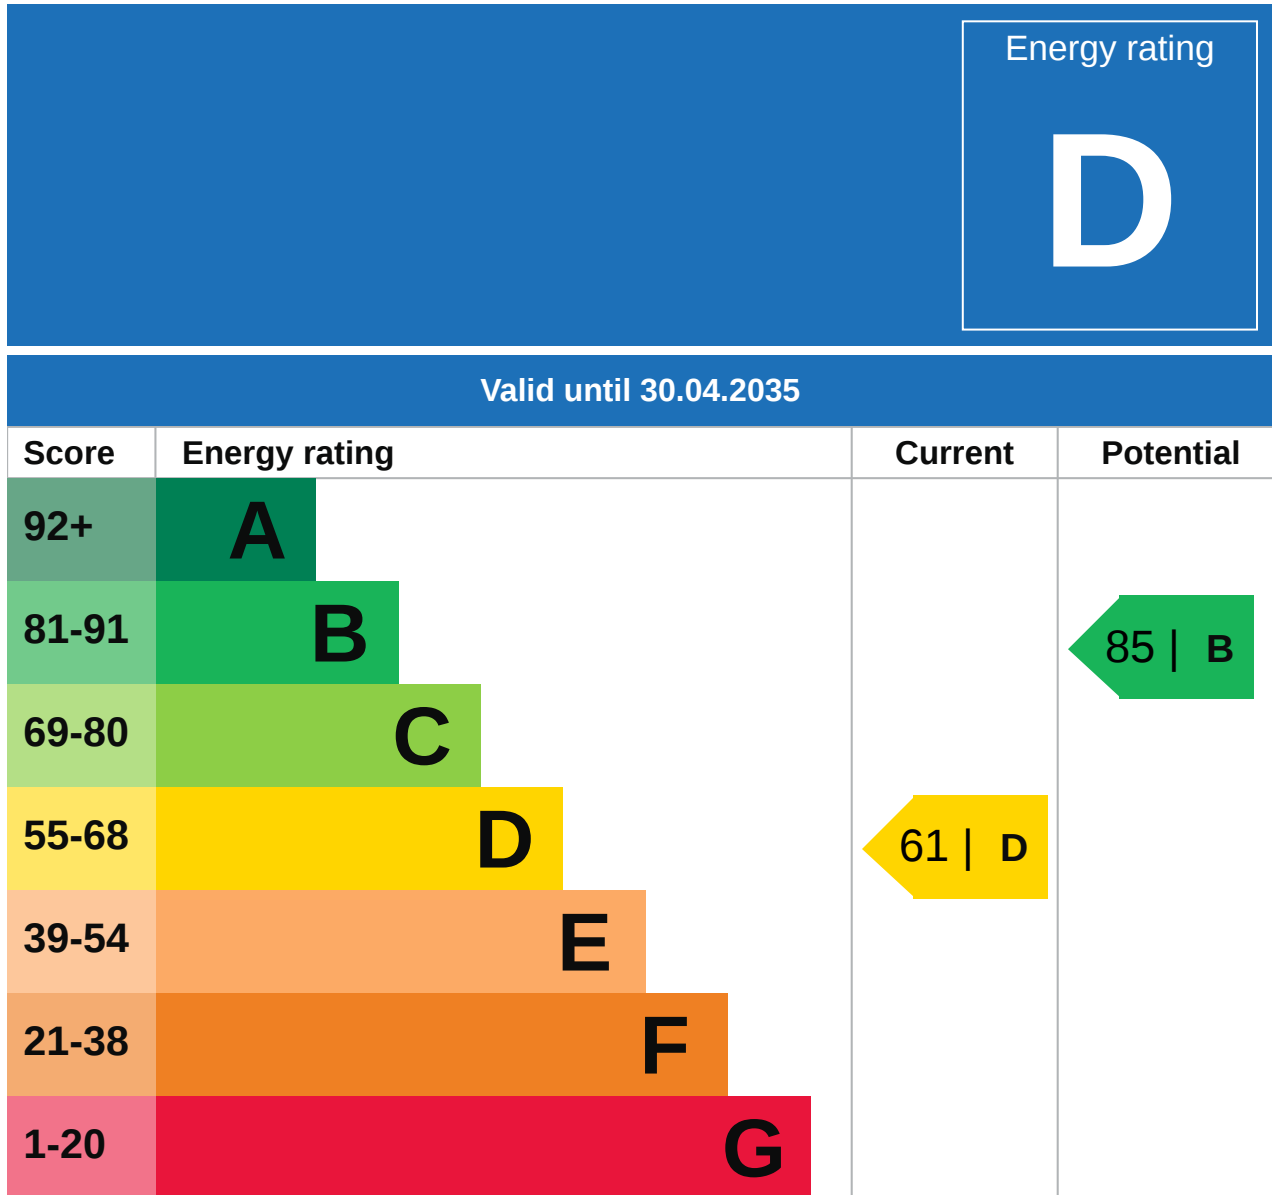 Energy rating
D
Valid until 30.04.2035
Score Energy rating Current Potential
92+ A
81-91 B 85 | B
69-80 C
55-68 D 61 | D
39-54 E
21-38 F
1-20 G